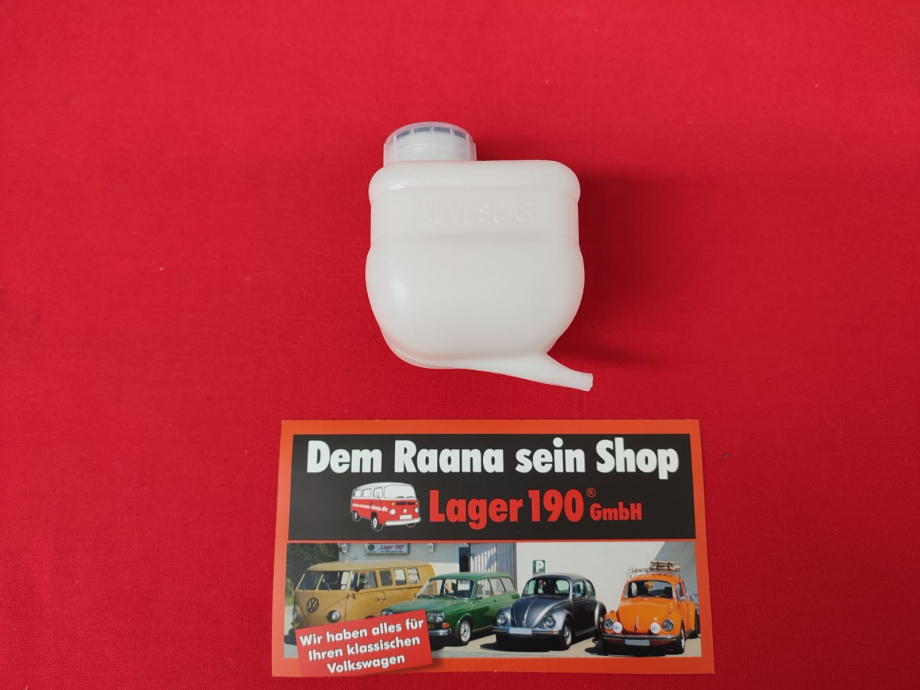 Dem Raana sein Shop
Lager 190® GmbH
Wir haben alles für
Ihren klassischen
Volkswagen
P